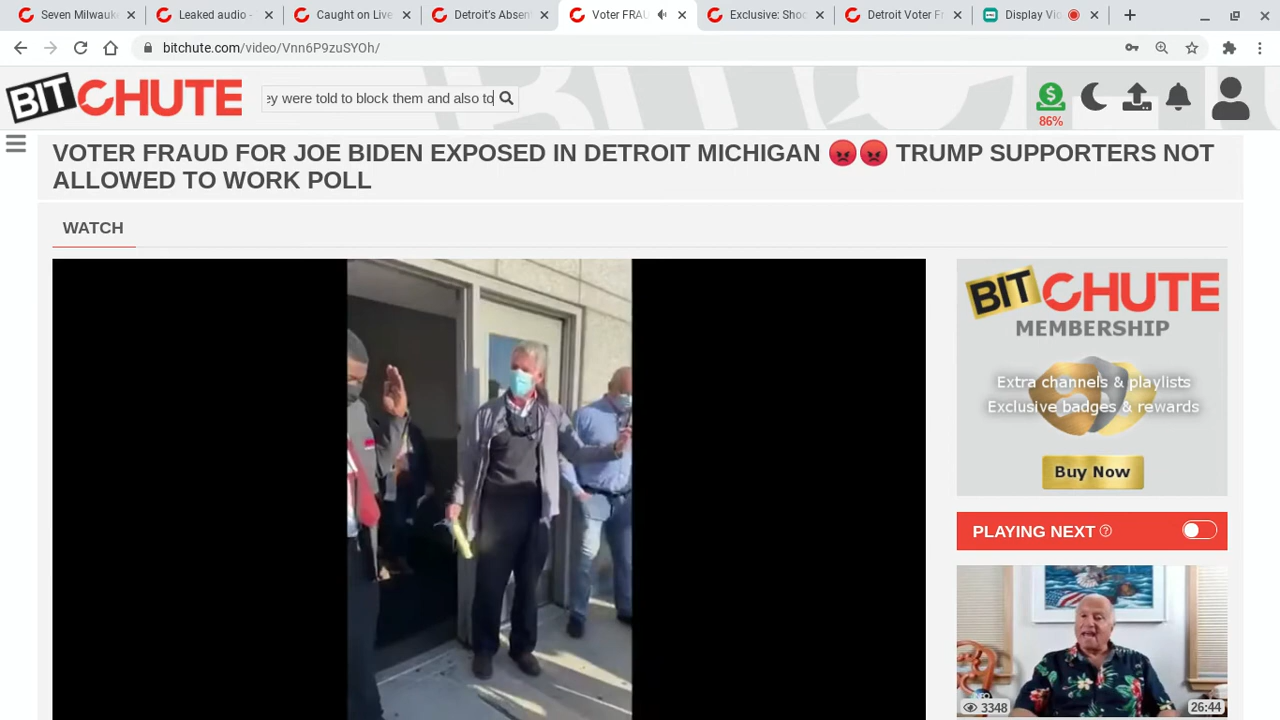 Seven Milwauke
Leaked audio -
Caught on Live
Detroit's Absen
Voter FRAU
Exclusive: Shoc
Detroit Voter Fr
Display Vid
bitchute.com/video/Vnn6P9zuSYOh/
BITCHUTE
ey were told to block them and also to
86%
VOTER FRAUD FOR JOE BIDEN EXPOSED IN DETROIT MICHIGAN 😡😡 TRUMP SUPPORTERS NOT
ALLOWED TO WORK POLL
WATCH
BITCHUTE
MEMBERSHIP
Extra channels & playlists
Exclusive badges & rewards
Buy Now
PLAYING NEXT
3348
26:44